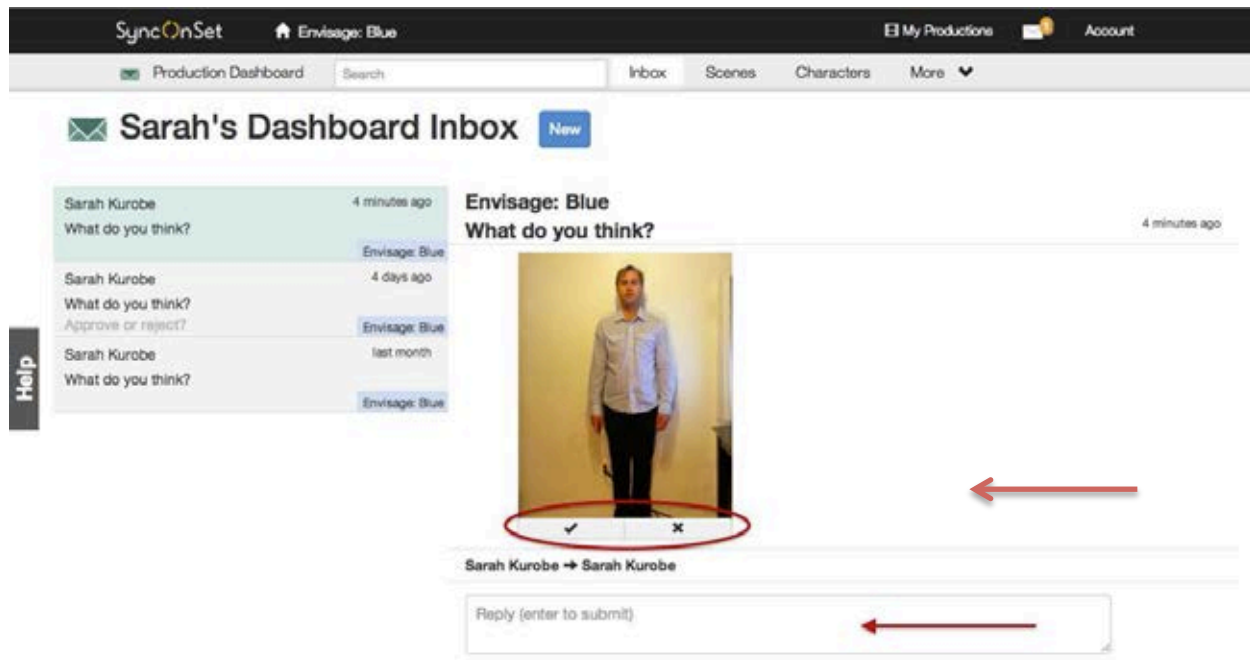 SyncOnSet Envisage: Blue My Productions 1 Account
Production Dashboard Search Inbox Scenes Characters More
Sarah's Dashboard Inbox New
Sarah Kurobe 4 minutes ago
What do you think?
Envisage: Blue
Sarah Kurobe 4 days ago
What do you think?
Approve or reject? Envisage: Blue
Sarah Kurobe last month
What do you think?
Envisage: Blue
Help
Envisage: Blue
What do you think? 4 minutes ago
Sarah Kurobe → Sarah Kurobe
Reply (enter to submit)